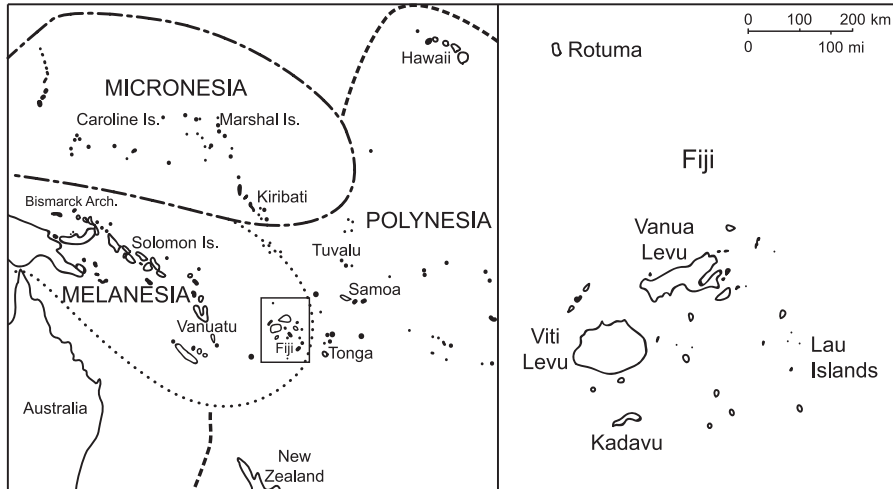 Hawaii
MICRONESIA
Caroline Is.
Marshal Is.
Kiribati
Bismarck Arch.
Solomon Is.
POLYNESIA
Tuvalu
MELANESIA
Samoa
Vanuatu
Fiji
Tonga
Australia
New
Zealand
0 100 200 km
0 100 mi
Rotuma
Fiji
Vanua
Levu
Viti
Levu
Lau
Islands
Kadavu